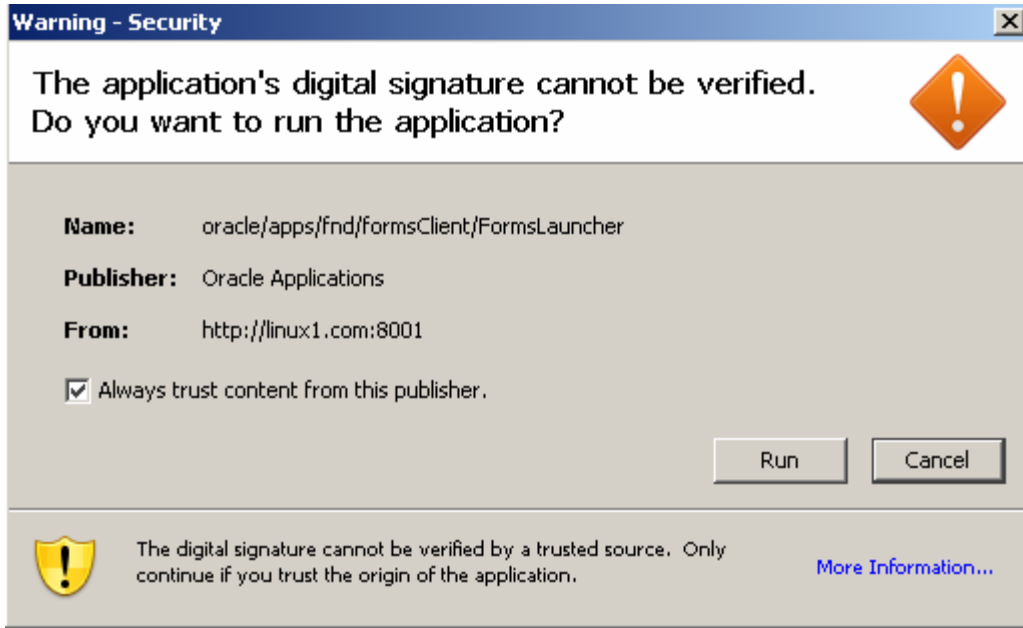 Warning - Security
The application's digital signature cannot be verified.
Do you want to run the application?
Name: oracle/apps/fnd/formsClient/FormsLauncher
Publisher: Oracle Applications
From: http://linux1.com:8001
Always trust content from this publisher.
Run Cancel
The digital signature cannot be verified by a trusted source. Only
continue if you trust the origin of the application.
More Information...